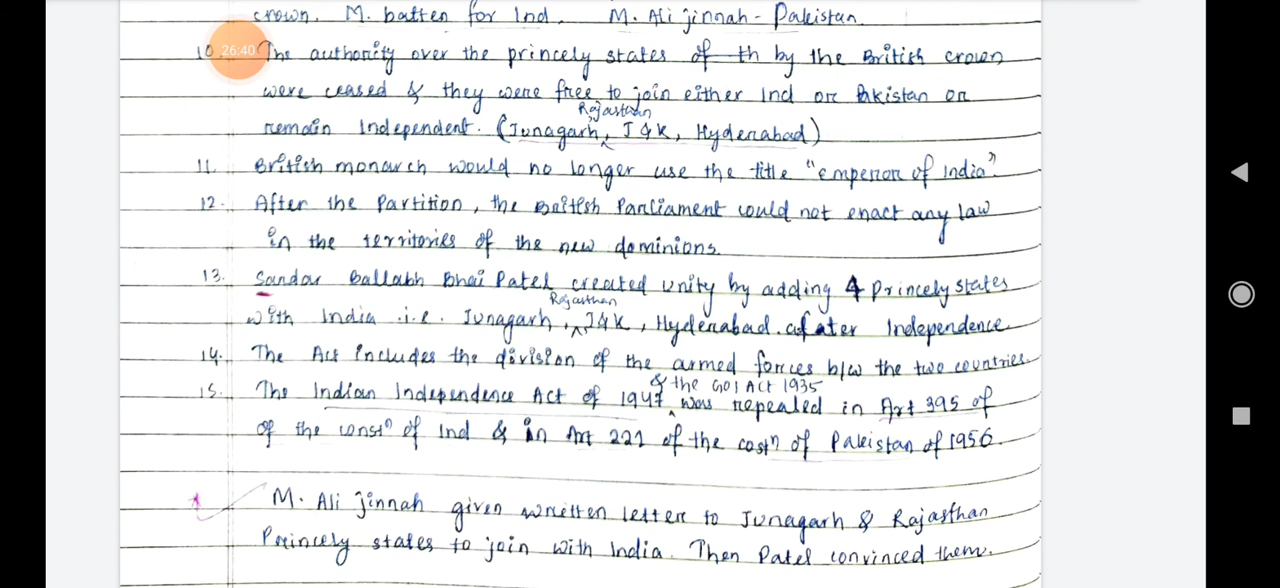 crown. M. batten for Ind. M. Ali jinnah - Pakistan
10. 26:40 The authority over the princely states of th by the British crown
were ceased & they were free to join either Ind or Pakistan or
Rajasthan
remain Independent. (Junagarh, J&K, Hyderabad)
11. British monarch would no longer use the title "emperor of India".
12. After the Partition, the British Parliament could not enact any law
in the territories of the new dominions.
13. Sardar Ballabh Bhai Patel created unity by adding 4 Princely states
Rajasthan
with India i.e. Junagarh, J&K, Hyderabad. after Independence
14. The Act includes the division of the armed forces b/w the two countries.
& the GOI Act 1935
15. The Indian Independence Act of 1947 was repealed in Art 395 of
of the constn of Ind & in Art 221 of the costn of Pakistan of 1956.
M. Ali Jinnah given written letter to Junagarh & Rajasthan
Princely states to join with India. Then Patel convinced them.